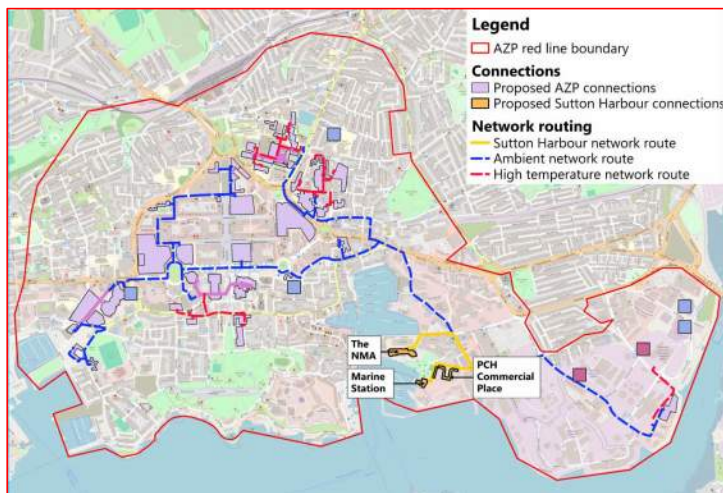 Legend
AZP red line boundary
Connections
Proposed AZP connections
Proposed Sutton Harbour connections
Network routing
Sutton Harbour network route
Ambient network route
High temperature network route
The
NMA
Marine
Station
PCH
Commercial
Place